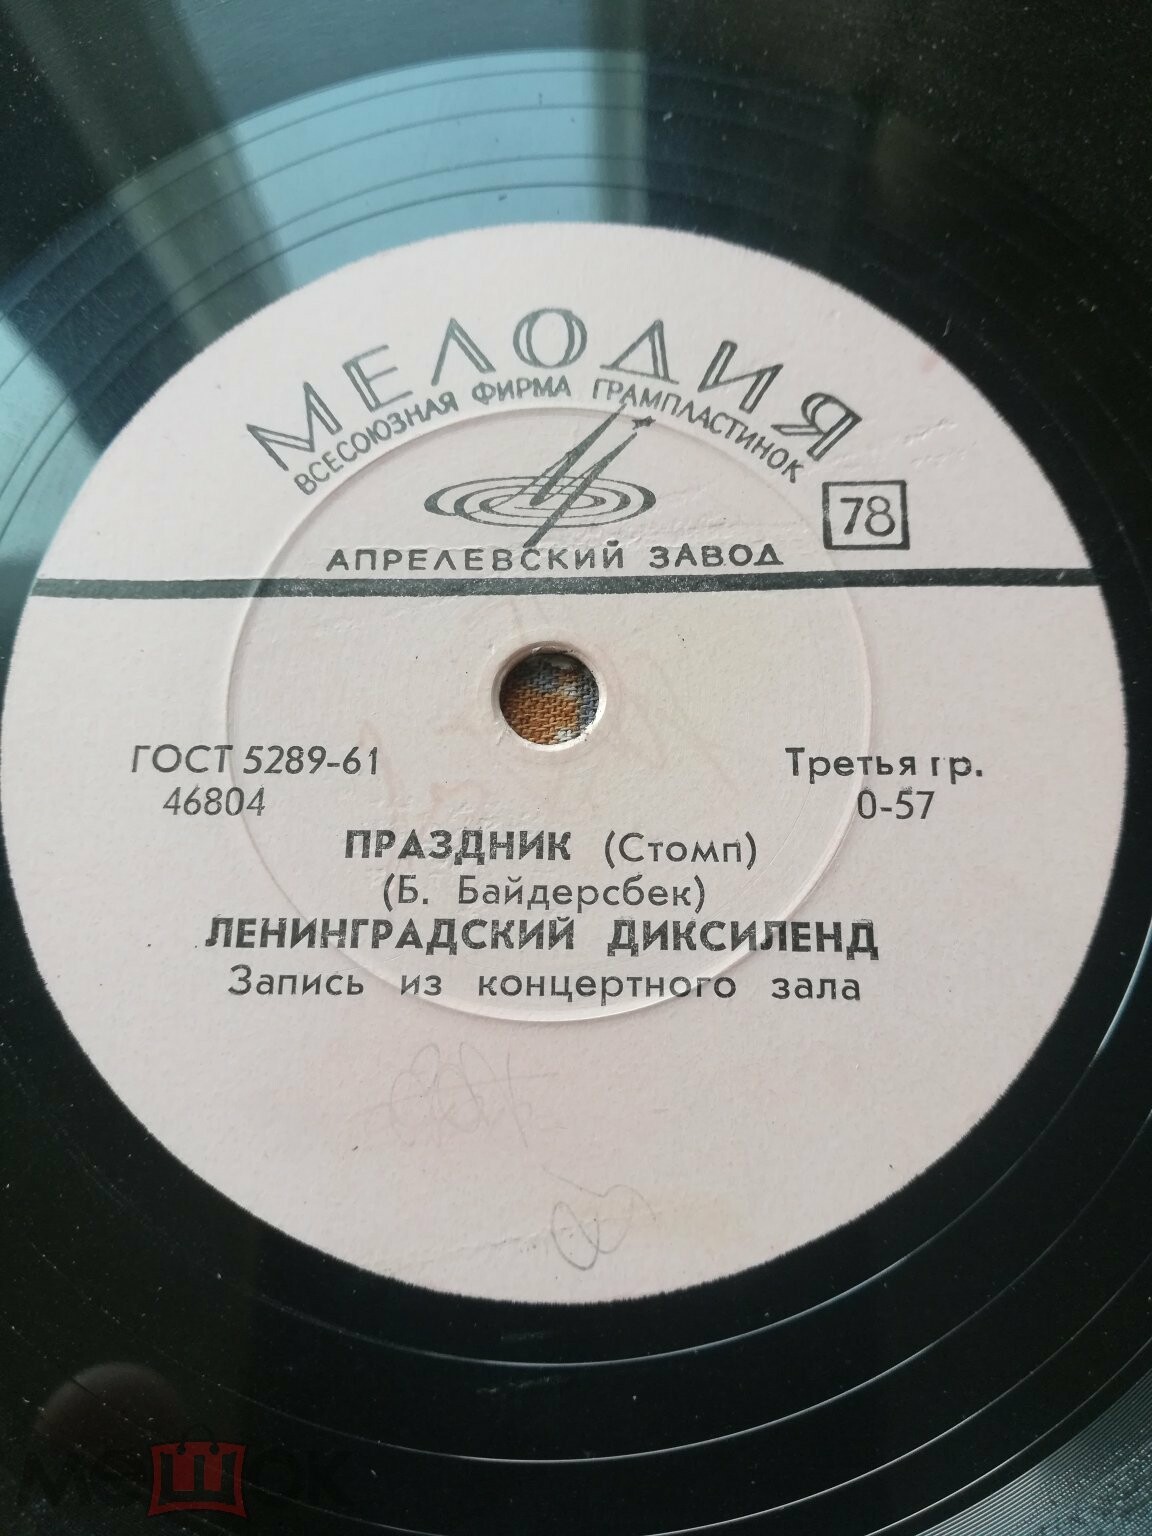 МЕЛОДИЯ
ВСЕСОЮЗНАЯ ФИРМА ГРАМПЛАСТИНОК
78
АПРЕЛЕВСКИЙ ЗАВОД
ГОСТ 5289-61
Третья гр.
46804
0-57
ПРАЗДНИК (Стомп)
(Б. Байдерсбек)
ЛЕНИНГРАДСКИЙ ДИКСИЛЕНД
Запись из концертного зала
МЕШОК